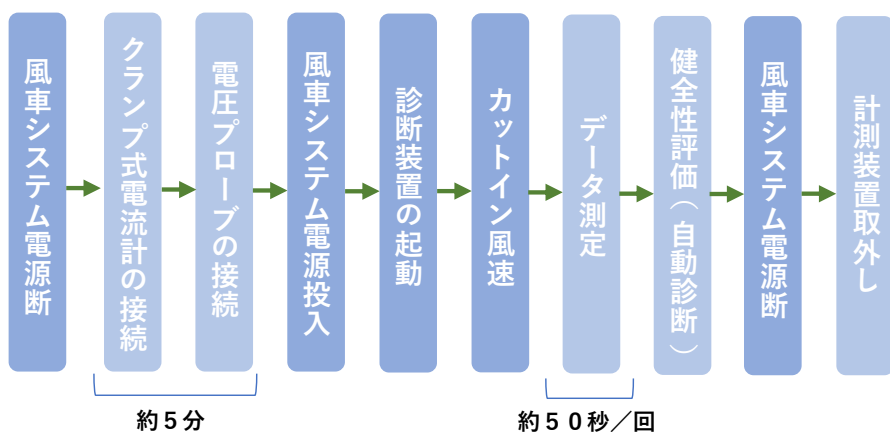 風車システム電源断
クランプ式電流計の接続
電圧プローブの接続
風車システム電源投入
診断装置の起動
カットイン風速
データ測定
健全性評価（自動診断）
風車システム電源断
計測装置取外し
約５分
約５０秒／回